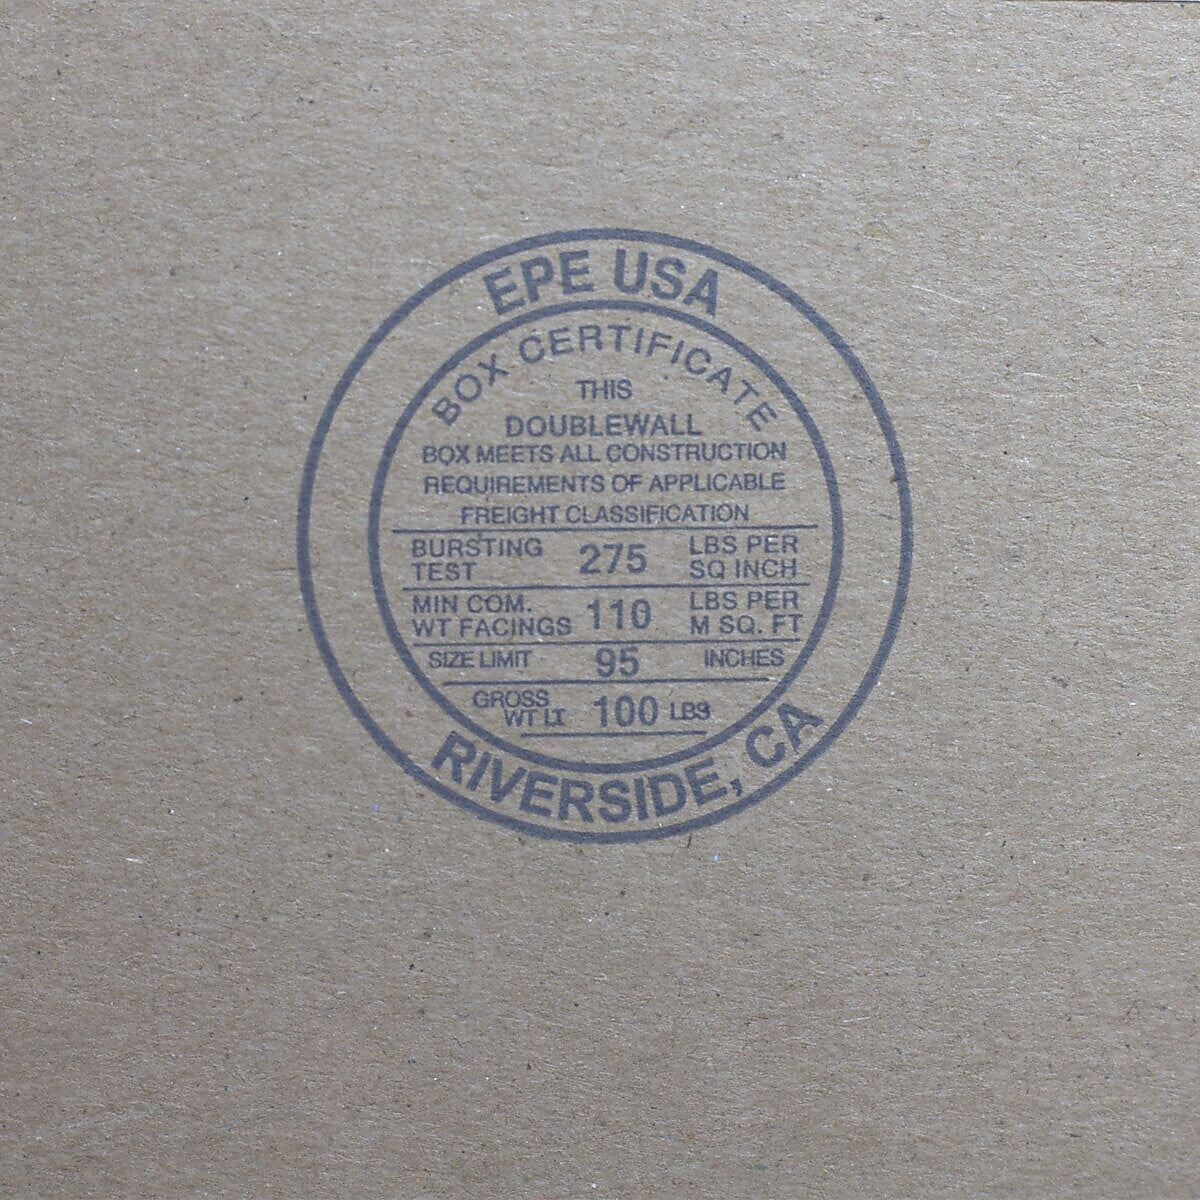 EPE USA
BOX CERTIFICATE
THIS
DOUBLEWALL
BOX MEETS ALL CONSTRUCTION
REQUIREMENTS OF APPLICABLE
FREIGHT CLASSIFICATION
BURSTING TEST 275 LBS PER SQ INCH
MIN COM. WT FACINGS 110 LBS PER M SQ. FT
SIZE LIMIT 95 INCHES
GROSS WT LT 100 LBS
RIVERSIDE, CA